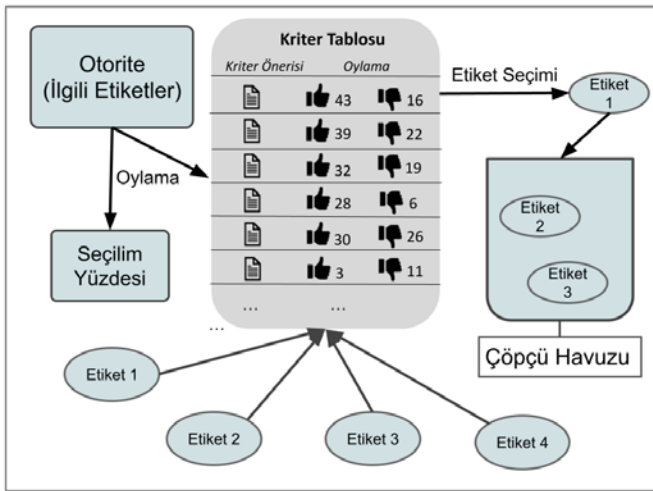 Otorite
(İlgili Etiketler)
Oylama
Seçilim
Yüzdesi
Kriter Tablosu
Kriter Önerisi Oylama
43 16
39 22
32 19
28 6
30 26
3 11
... ...
...
Etiket Seçimi
Etiket
1
Etiket
2
Etiket
3
Çöpçü Havuzu
Etiket 1
Etiket 2
Etiket 3
Etiket 4